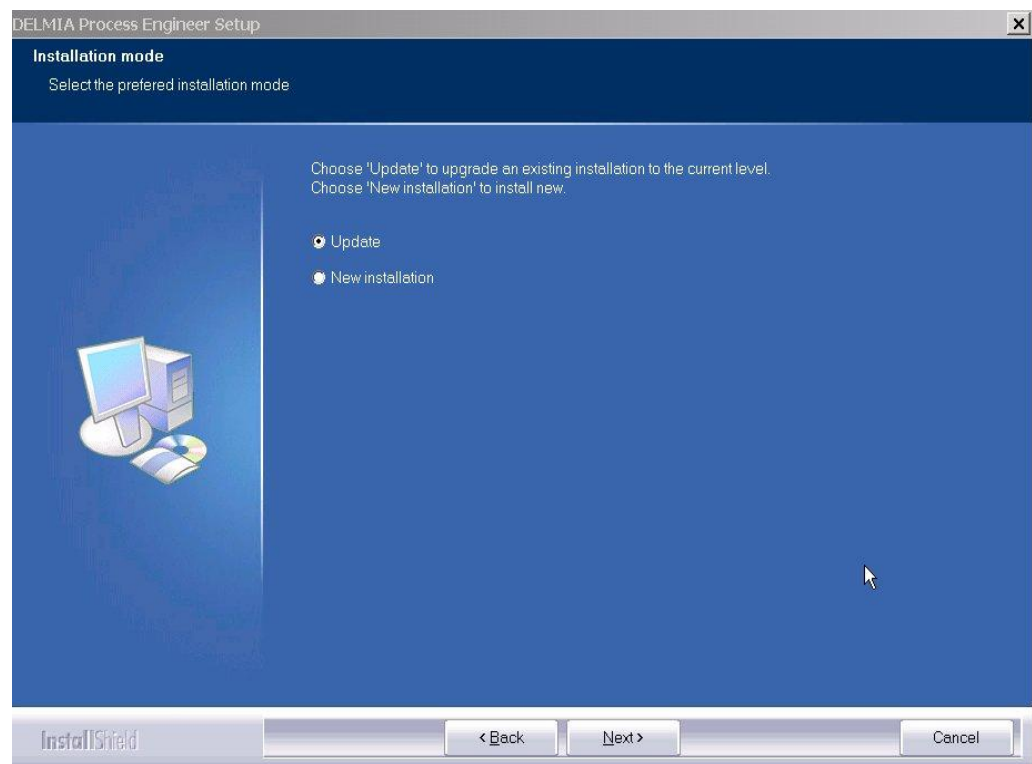 DELMIA Process Engineer Setup
Installation mode
Select the prefered installation mode
Choose 'Update' to upgrade an existing installation to the current level.
Choose 'New installation' to install new.
Update
New installation
InstallShield
< Back
Next >
Cancel